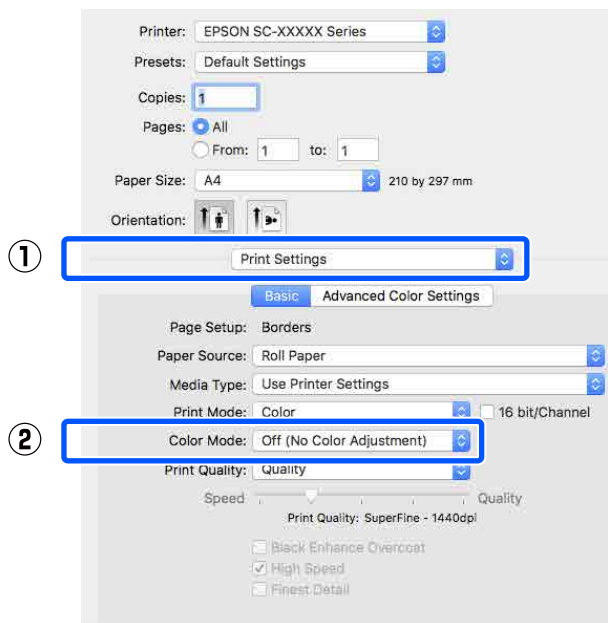 Printer: EPSON SC-XXXXX Series
Presets: Default Settings
Copies: 1
Pages: All
From: 1 to: 1
Paper Size: A4 210 by 297 mm
Orientation:
1 Print Settings
Basic Advanced Color Settings
Page Setup: Borders
Paper Source: Roll Paper
Media Type: Use Printer Settings
Print Mode: Color 16 bit/Channel
2 Color Mode: Off (No Color Adjustment)
Print Quality: Quality
Speed Quality
Print Quality: SuperFine - 1440dpi
Black Enhance Overcoat
High Speed
Finest Detail